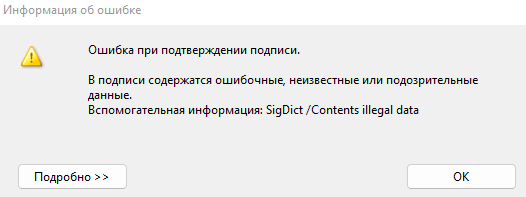 Информация об ошибке
Ошибка при подтверждении подписи.
В подписи содержатся ошибочные, неизвестные или подозрительные
данные.
Вспомогательная информация: SigDict /Contents illegal data
Подробно >>
OK